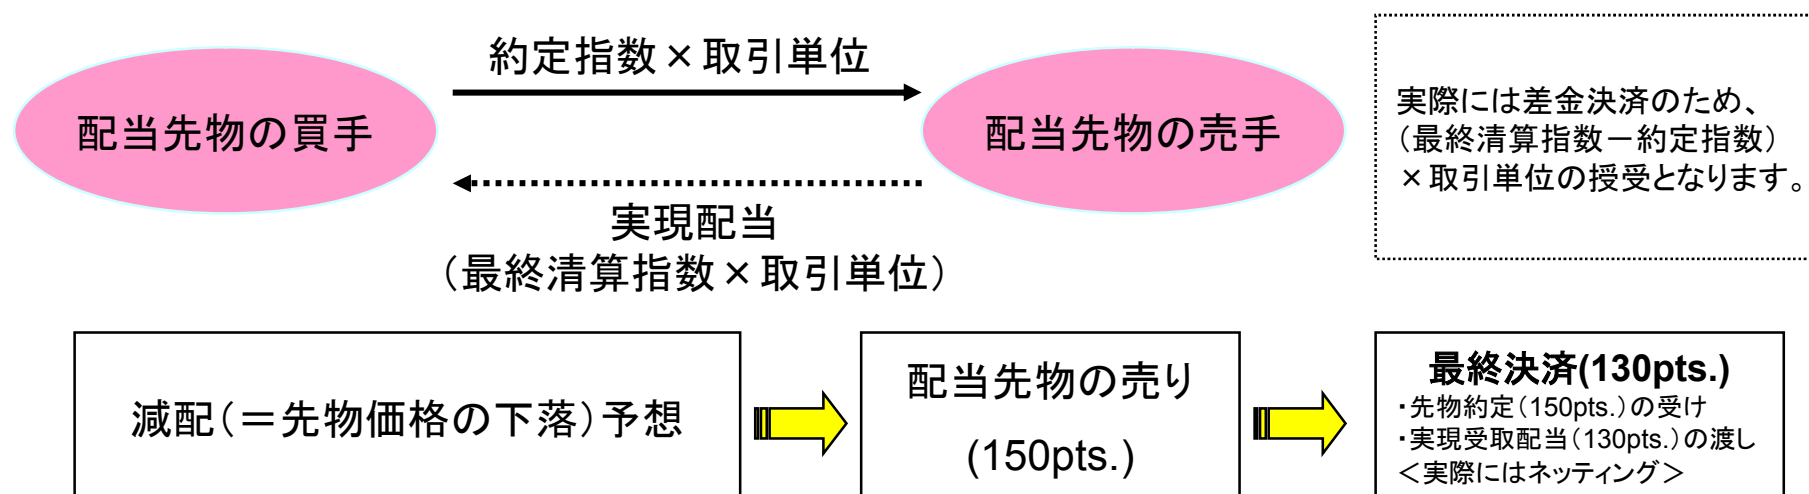 約定指数×取引単位
配当先物の買手
配当先物の売手
実現配当
（最終清算指数×取引単位）
実際には差金決済のため、
（最終清算指数－約定指数）
×取引単位の授受となります。
減配（＝先物価格の下落）予想
配当先物の売り
(150pts.)
最終決済(130pts.)
・先物約定（150pts.）の受け
・実現受取配当（130pts.）の渡し
＜実際にはネッティング＞